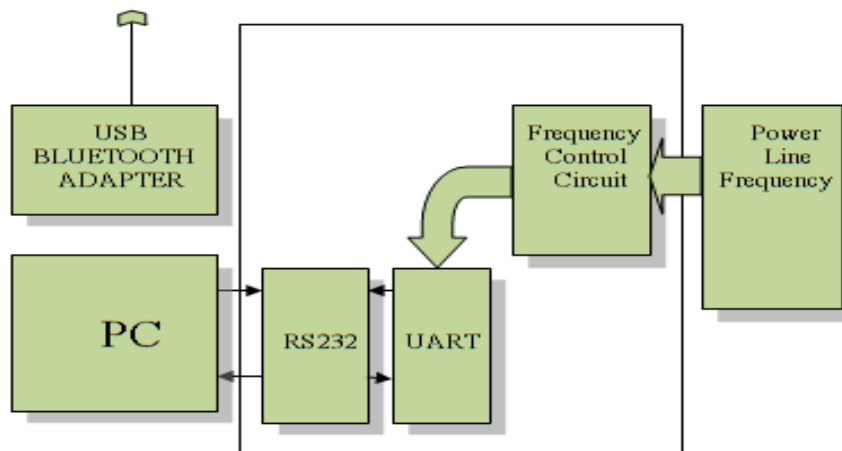 USB
BLUETOOTH
ADAPTER
Frequency
Control
Circuit
Power
Line
Frequency
PC
RS232
UART